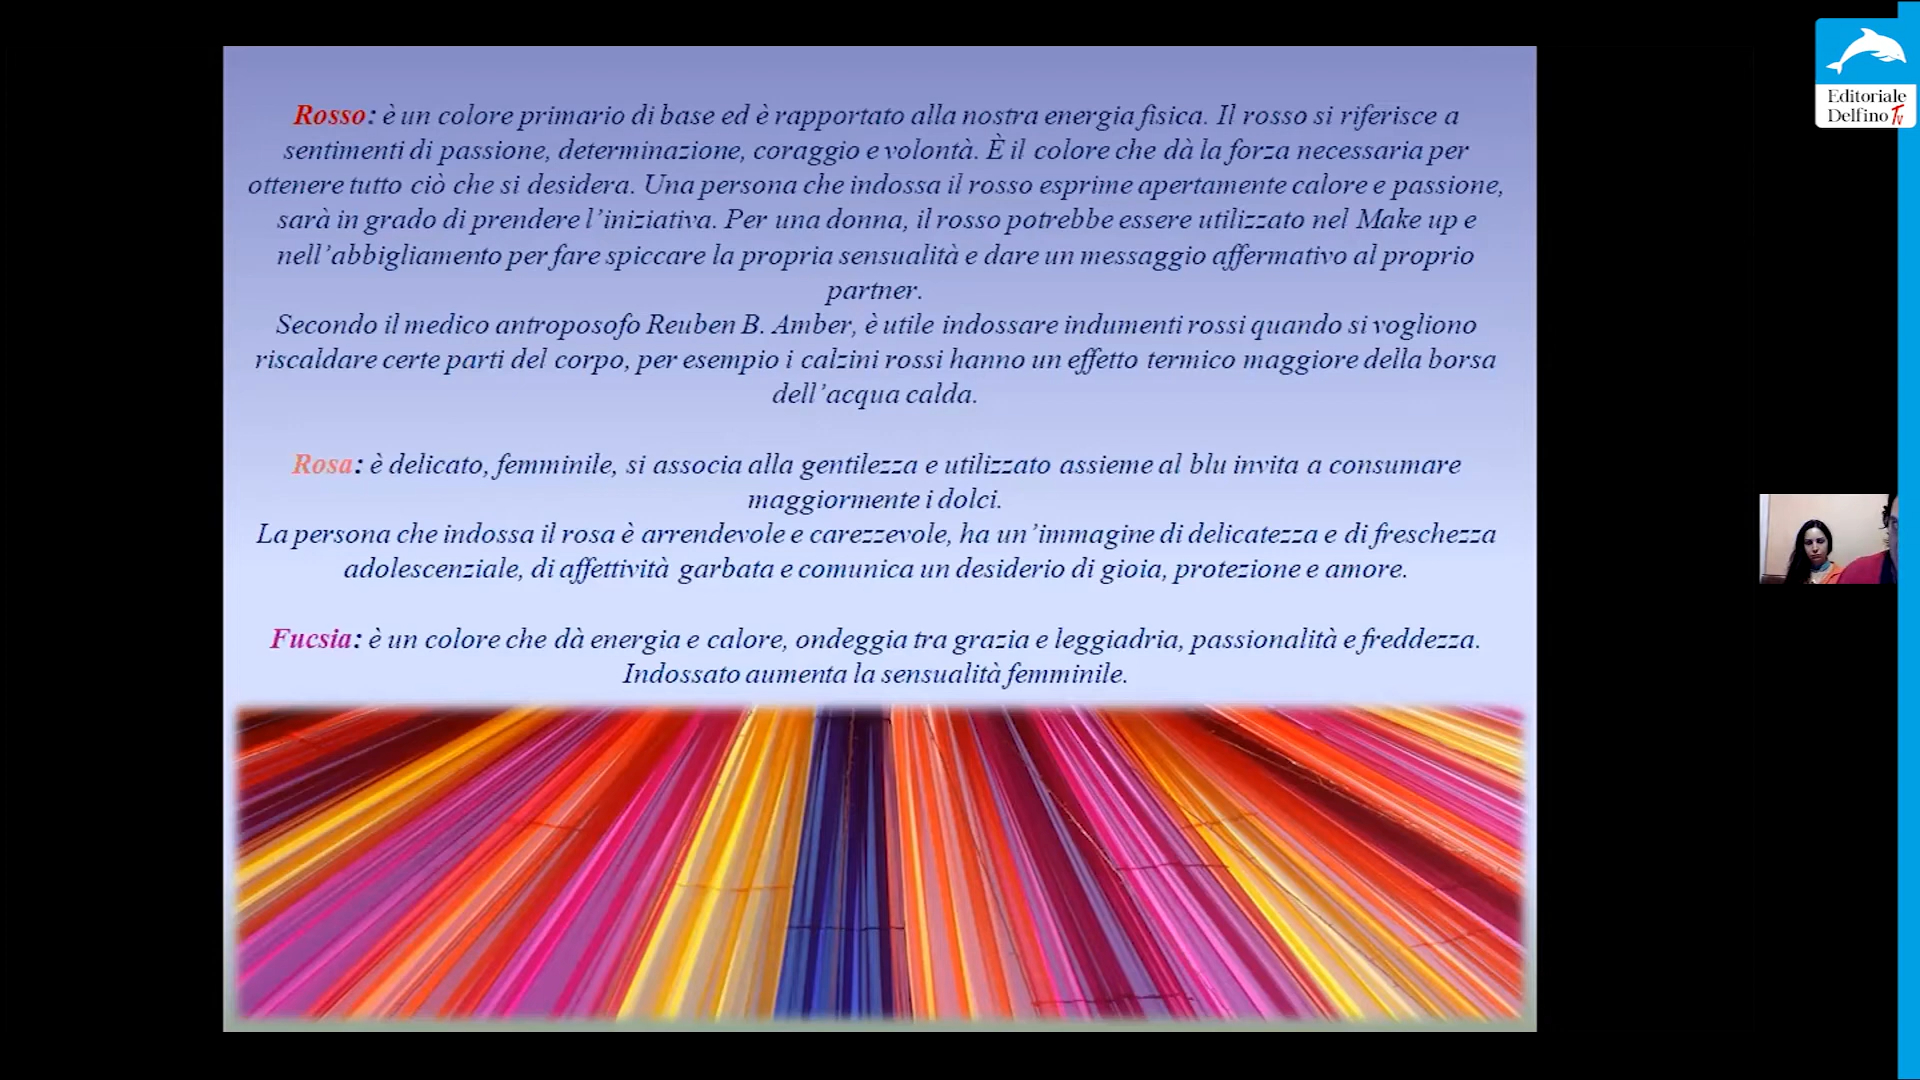 Rosso: è un colore primario di base ed è rapportato alla nostra energia fisica. Il rosso si riferisce a
sentimenti di passione, determinazione, coraggio e volontà. È il colore che dà la forza necessaria per
ottenere tutto ciò che si desidera. Una persona che indossa il rosso esprime apertamente calore e passione,
sarà in grado di prendere l'iniziativa. Per una donna, il rosso potrebbe essere utilizzato nel Make up e
nell'abbigliamento per fare spiccare la propria sensualità e dare un messaggio affermativo al proprio
partner.
Secondo il medico antroposofo Reuben B. Amber, è utile indossare indumenti rossi quando si vogliono
riscaldare certe parti del corpo, per esempio i calzini rossi hanno un effetto termico maggiore della borsa
dell'acqua calda.
Rosa: è delicato, femminile, si associa alla gentilezza e utilizzato assieme al blu invita a consumare
maggiormente i dolci.
La persona che indossa il rosa è arrendevole e carezzevole, ha un'immagine di delicatezza e di freschezza
adolescenziale, di affettività garbata e comunica un desiderio di gioia, protezione e amore.
Fucsia: è un colore che dà energia e calore, ondeggia tra grazia e leggiadria, passionalità e freddezza.
Indossato aumenta la sensualità femminile.
Editoriale
Delfino Tv